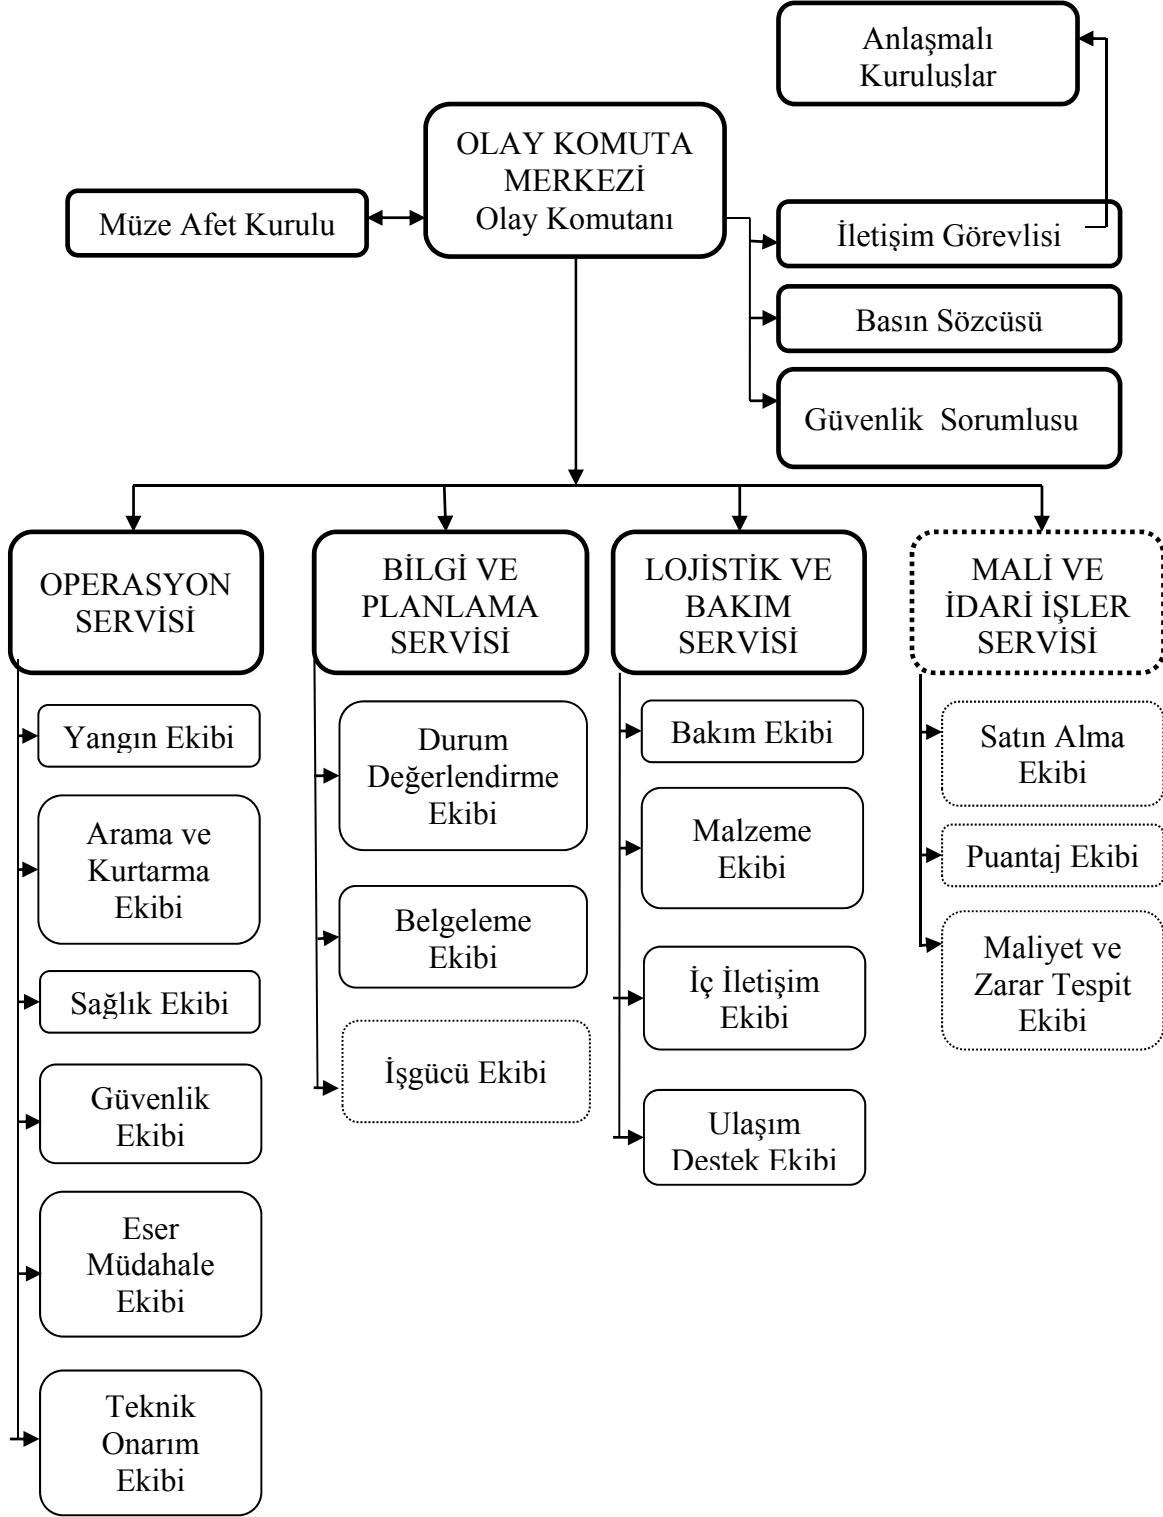 Anlaşmalı
Kuruluşlar
OLAY KOMUTA
MERKEZİ
Olay Komutanı
Müze Afet Kurulu
İletişim Görevlisi
Basın Sözcüsü
Güvenlik Sorumlusu
OPERASYON
SERVİSİ
BİLGİ VE
PLANLAMA
SERVİSİ
LOJİSTİK VE
BAKIM
SERVİSİ
MALİ VE
İDARİ İŞLER
SERVİSİ
Yangın Ekibi
Arama ve
Kurtarma
Ekibi
Sağlık Ekibi
Güvenlik
Ekibi
Eser
Müdahale
Ekibi
Teknik
Onarım
Ekibi
Durum
Değerlendirme
Ekibi
Belgeleme
Ekibi
İşgücü Ekibi
Bakım Ekibi
Malzeme
Ekibi
İç İletişim
Ekibi
Ulaşım
Destek Ekibi
Satın Alma
Ekibi
Puantaj Ekibi
Maliyet ve
Zarar Tespit
Ekibi